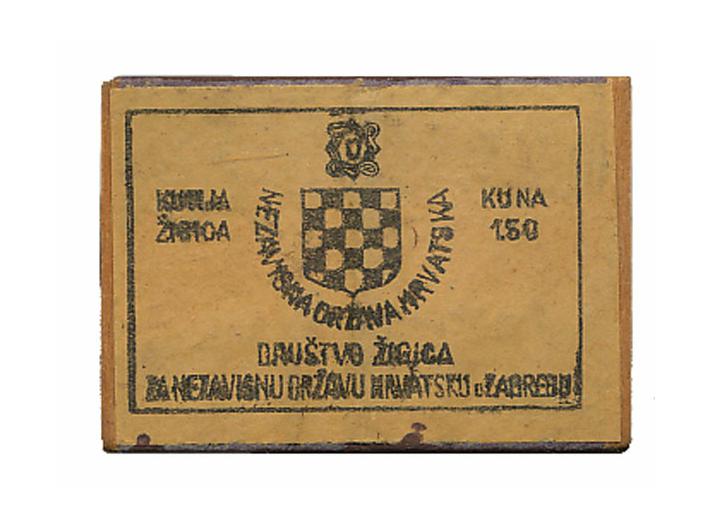 U
KUTIJA
ŽIGICA
NEZAVISNA DRŽAVA HRVATSKA
KUNA
1.50
DRUŠTVO ŽIGICA
ZA NEZAVISNU DRŽAVU HRVATSKU U ZAGREBU